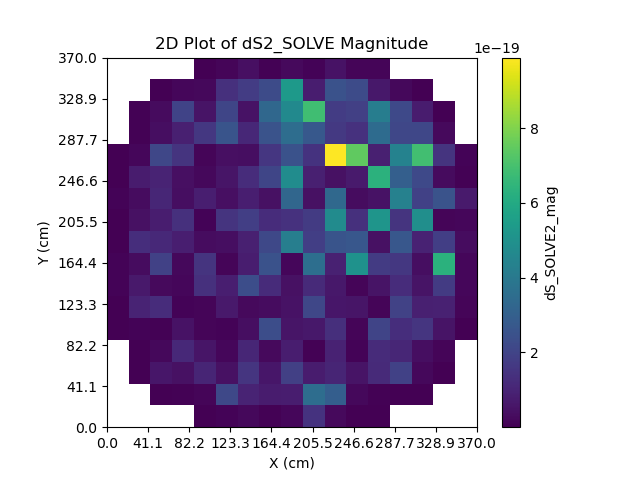 2D Plot of dS2_SOLVE Magnitude
1e−19
370.0
328.9
287.7
246.6
205.5
164.4
123.3
82.2
41.1
0.0
Y (cm)
0.0 41.1 82.2 123.3 164.4 205.5 246.6 287.7 328.9 370.0
X (cm)
8
6
4
2
dS_SOLVE2_mag